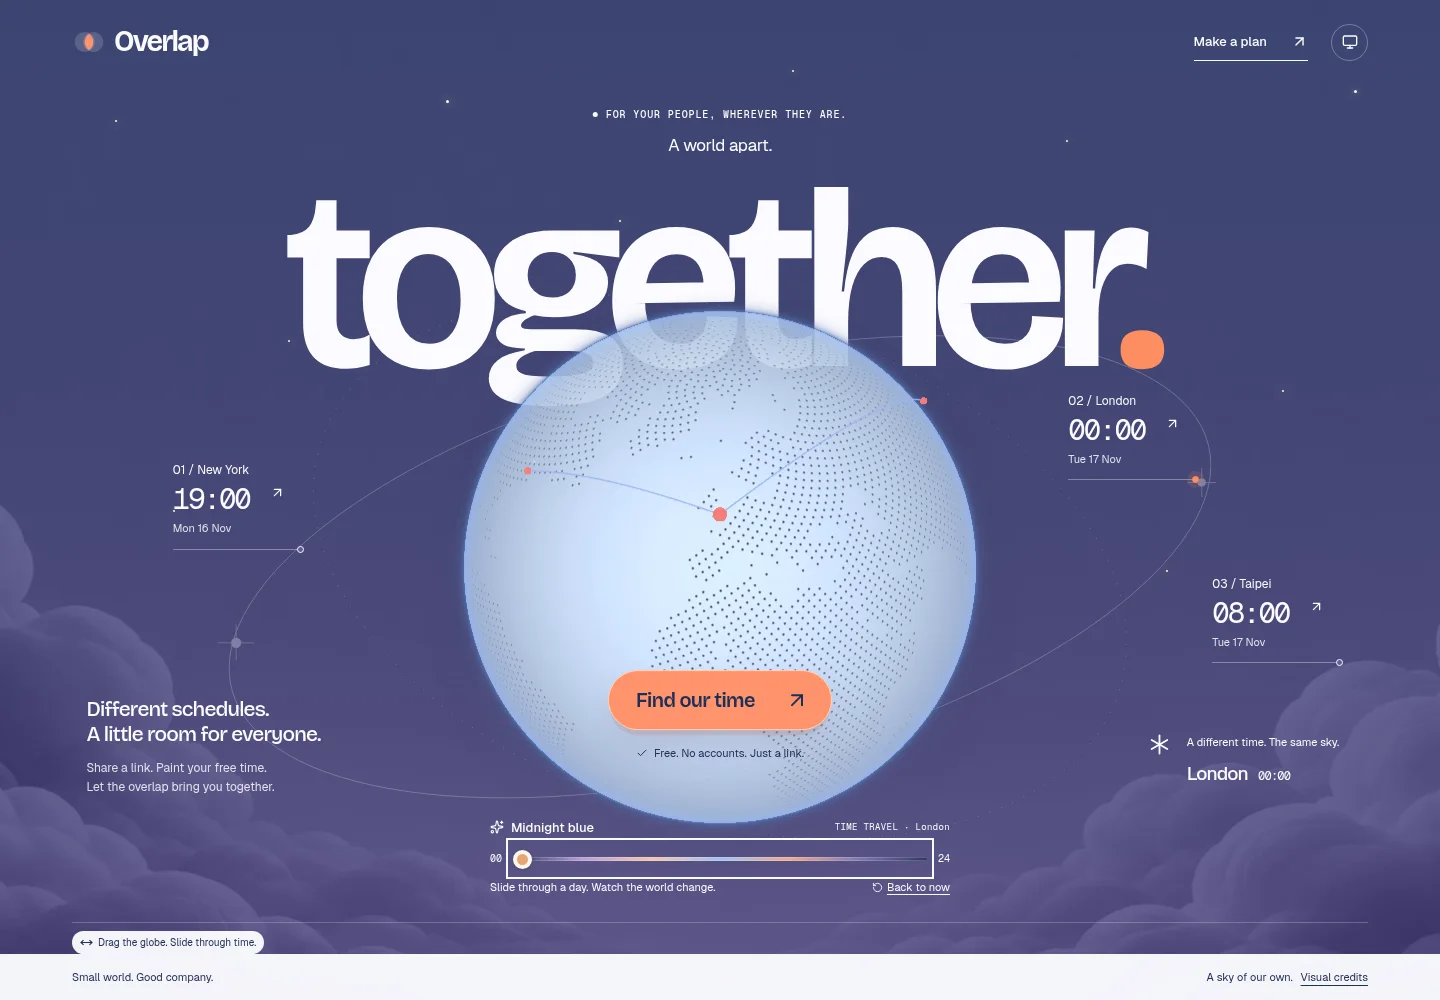 Overlap
Make a plan
FOR YOUR PEOPLE, WHEREVER THEY ARE.
A world apart.
together.
02 / London
00:00
Tue 17 Nov
01 / New York
19:00
Mon 16 Nov
03 / Taipei
08:00
Tue 17 Nov
Find our time
Free. No accounts. Just a link.
Different schedules.
A little room for everyone.
Share a link. Paint your free time.
Let the overlap bring you together.
A different time. The same sky.
London 00:00
Midnight blue
TIME TRAVEL · London
00
24
Slide through a day. Watch the world change.
Back to now
Drag the globe. Slide through time.
Small world. Good company.
A sky of our own. Visual credits